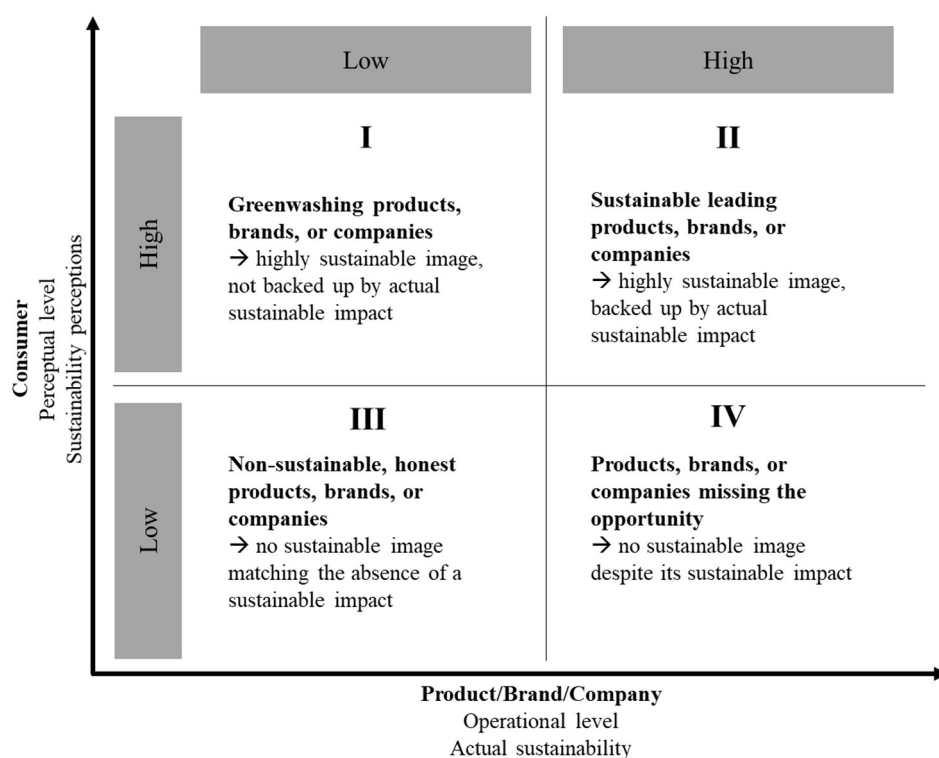 Low
High
High
Low
Consumer
Perceptual level
Sustainability perceptions
I
Greenwashing products,
brands, or companies
→ highly sustainable image,
not backed up by actual
sustainable impact
II
Sustainable leading
products, brands, or
companies
→ highly sustainable image,
backed up by actual
sustainable impact
III
Non-sustainable, honest
products, brands, or
companies
→ no sustainable image
matching the absence of a
sustainable impact
IV
Products, brands, or
companies missing the
opportunity
→ no sustainable image
despite its sustainable impact
Product/Brand/Company
Operational level
Actual sustainability